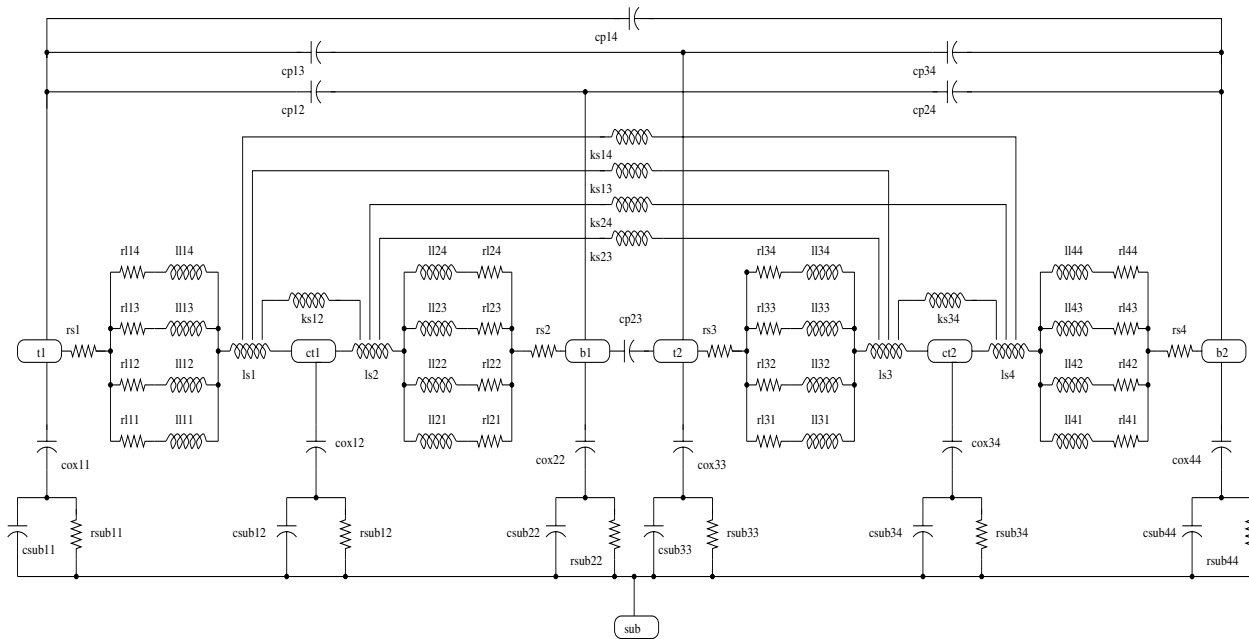 cp14
cp13 cp34
cp12 cp24
ks14
ks13
ks24
ks23
rl14 ll14 ll24 rl24 rl34 ll34 ll44 rl44
rl13 ll13 ks12 ll23 rl23 rl33 ll33 ks34 ll43 rl43
rs1 rs2 cp23 rs3 rs4
t1 ct1 b1 t2 ct2 b2
rl12 ll12 ls1 ls2 ll22 rl22 rl32 ll32 ls3 ls4 ll42 rl42
rl11 ll11 ll21 rl21 rl31 ll31 ll41 rl41
cox11 cox12 cox22 cox33 cox34 cox44
csub11 rsub11 csub12 rsub12 csub22 rsub22 csub33 rsub33 csub34 rsub34 csub44 rsub44
sub